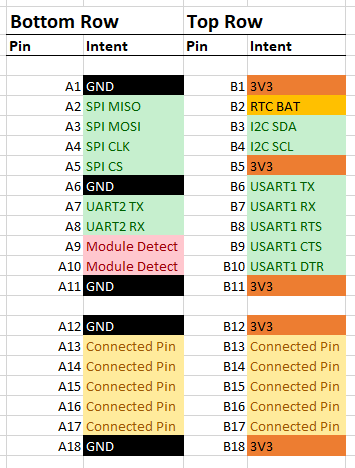 Bottom Row Top Row
Pin Intent Pin Intent
A1 GND B1 3V3
A2 SPI MISO B2 RTC BAT
A3 SPI MOSI B3 I2C SDA
A4 SPI CLK B4 I2C SCL
A5 SPI CS B5 3V3
A6 GND B6 USART1 TX
A7 UART2 TX B7 USART1 RX
A8 UART2 RX B8 USART1 RTS
A9 Module Detect B9 USART1 CTS
A10 Module Detect B10 USART1 DTR
A11 GND B11 3V3
A12 GND B12 3V3
A13 Connected Pin B13 Connected Pin
A14 Connected Pin B14 Connected Pin
A15 Connected Pin B15 Connected Pin
A16 Connected Pin B16 Connected Pin
A17 Connected Pin B17 Connected Pin
A18 GND B18 3V3